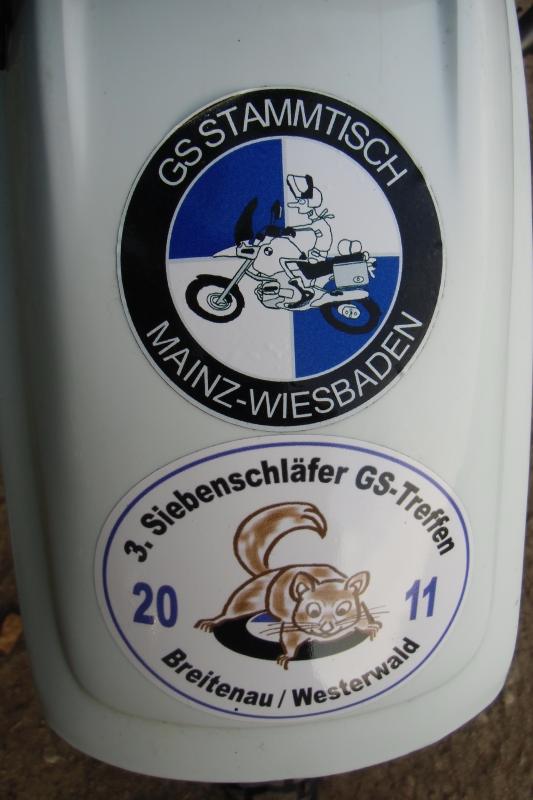 GS STAMMTISCH
MAINZ-WIESBADEN
3. Siebenschläfer GS-Treffen
20 11
Breitenau / Westerwald